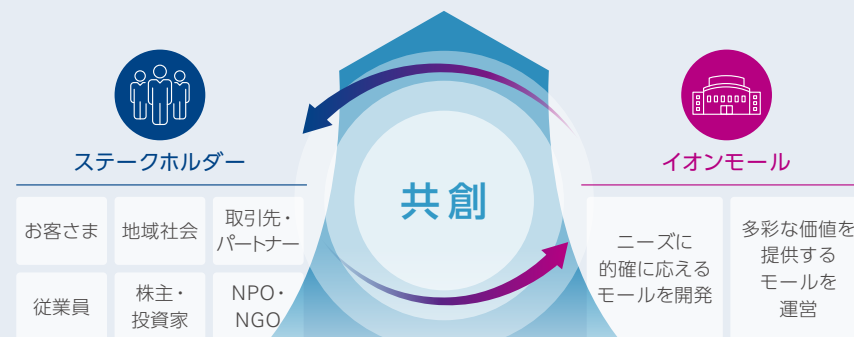 ステークホルダー
お客さま
地域社会
取引先・
パートナー
従業員
株主・
投資家
NPO・
NGO
共創
イオンモール
ニーズに
的確に応える
モールを開発
多彩な価値を
提供する
モールを
運営